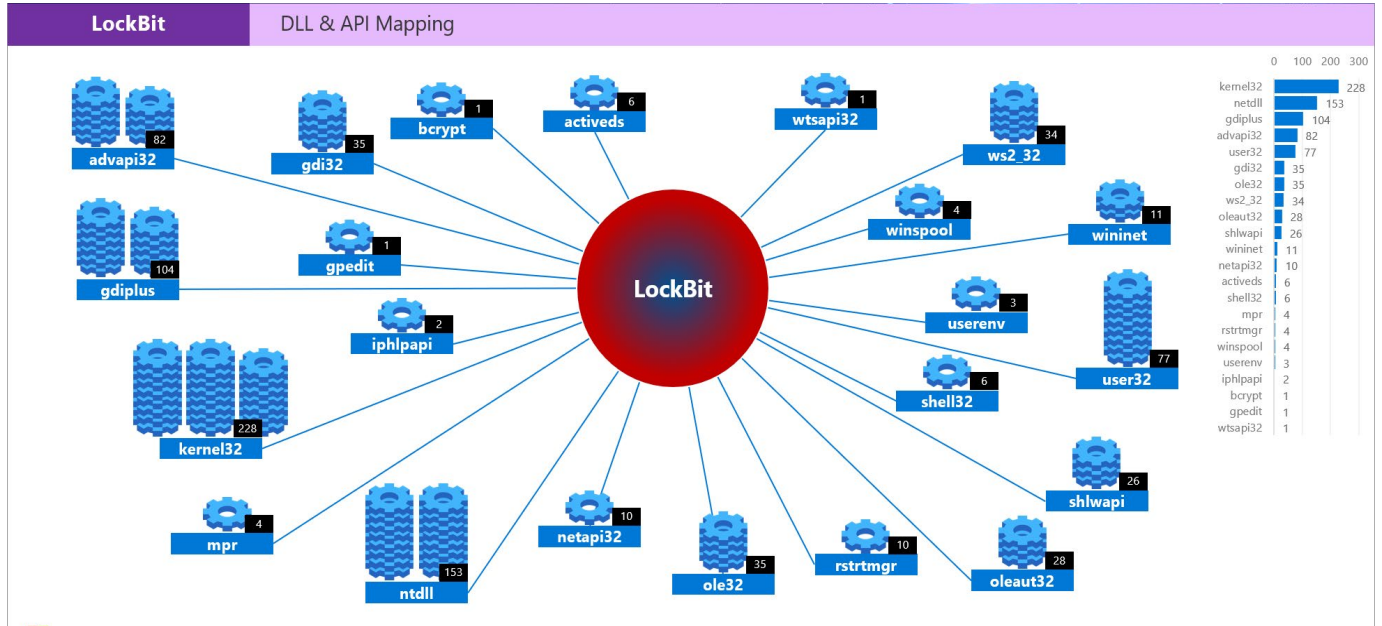 LockBit
DLL & API Mapping
82
advapi32
35
gdi32
1
bcrypt
6
activeds
1
wtsapi32
34
ws2_32
104
gdiplus
1
gpedit
4
winspool
11
wininet
LockBit
2
iphlpapi
3
userenv
77
user32
228
kernel32
6
shell32
4
mpr
153
ntdll
10
netapi32
35
ole32
10
rstrtmgr
28
oleaut32
26
shlwapi
0 100 200 300
kernel32 228
netdll 153
gdiplus 104
advapi32 82
user32 77
gdi32 35
ole32 35
ws2_32 34
oleaut32 28
shlwapi 26
wininet 11
netapi32 10
activeds 6
shell32 6
mpr 4
rstrtmgr 4
winspool 4
userenv 3
iphlpapi 2
bcrypt 1
gpedit 1
wtsapi32 1